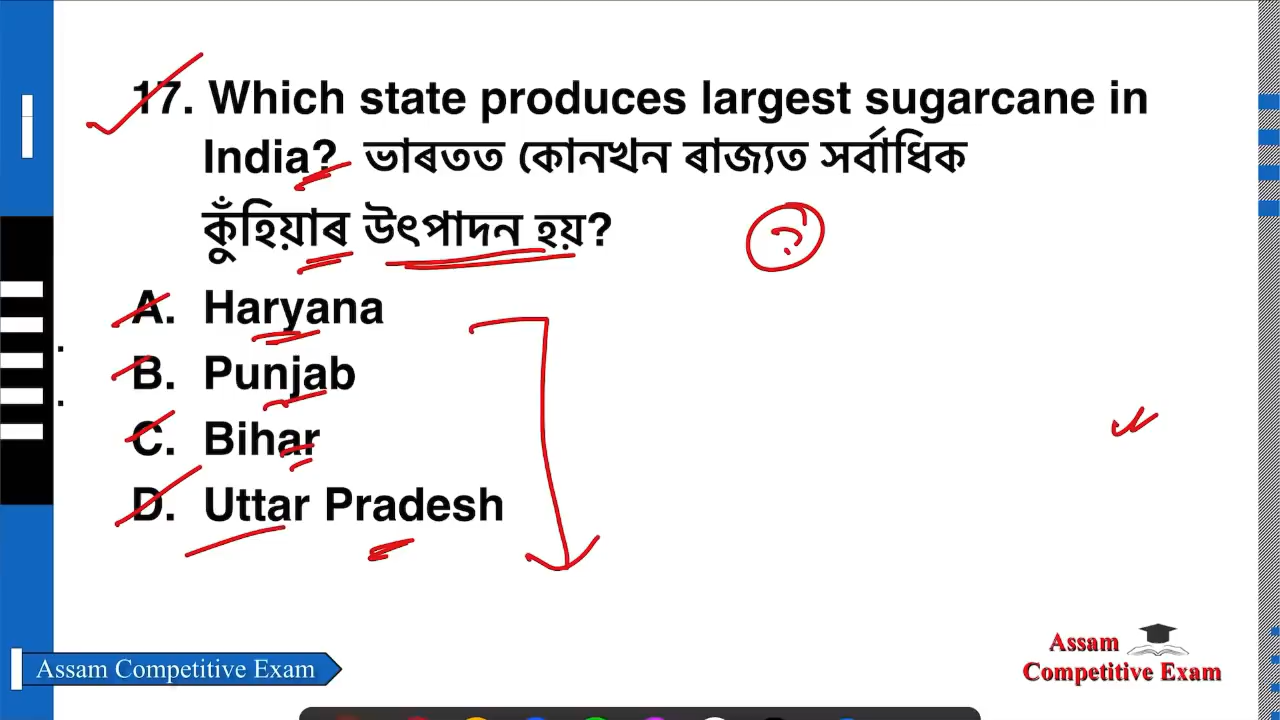 17. Which state produces largest sugarcane in
India? ভাৰতত কোনখন ৰাজ্যত সৰ্বাধিক
কুঁহিয়াৰ উৎপাদন হয়?
?
A. Haryana
B. Punjab
C. Bihar
D. Uttar Pradesh
Assam Competitive Exam
Assam
Competitive Exam